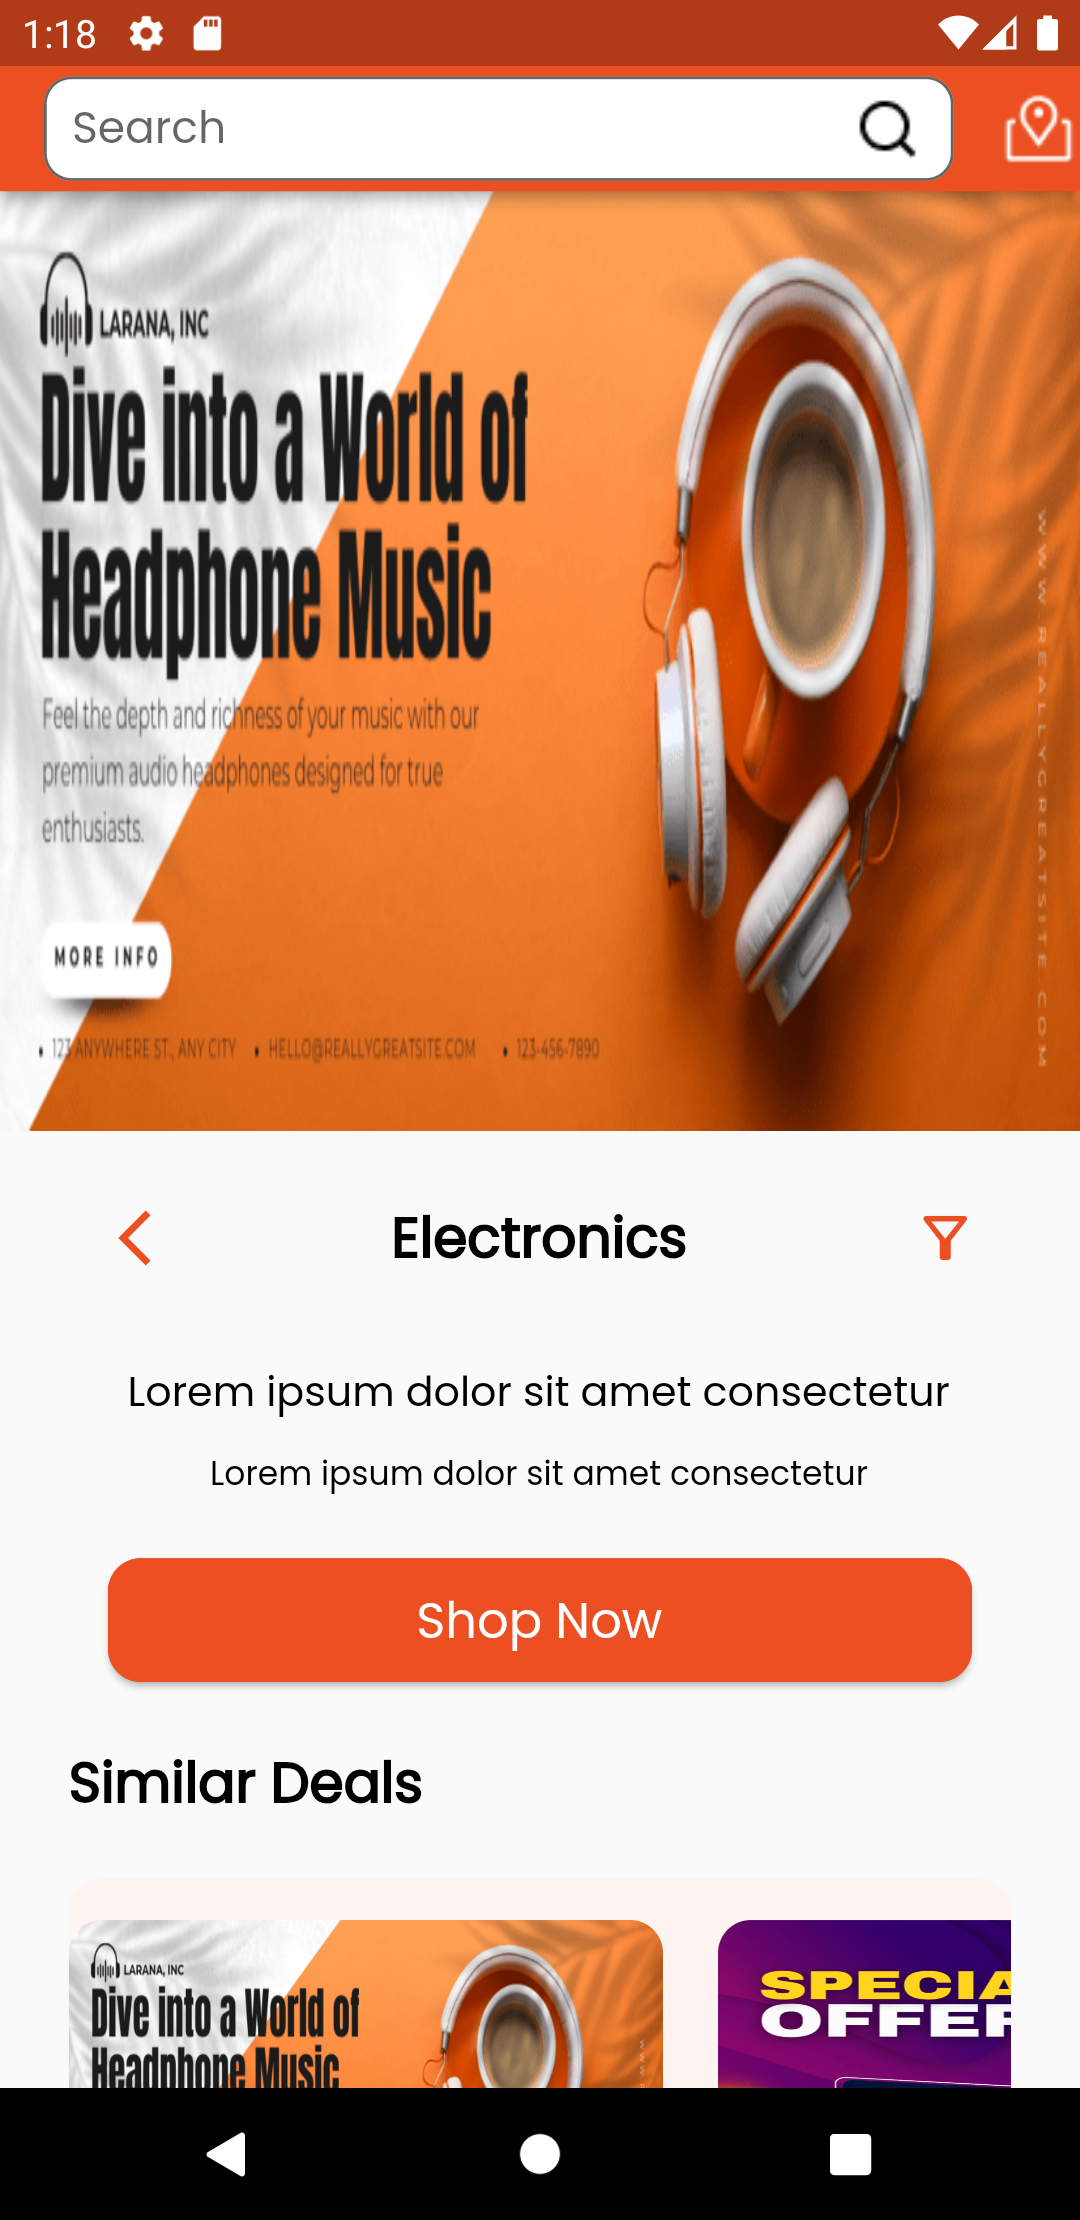 1:18
Search
LARANA, INC
Dive into a World of
Headphone Music
Feel the depth and richness of your music with our
premium audio headphones designed for true
enthusiasts.
MORE INFO
• 123 ANYWHERE ST., ANY CITY • HELLO@REALLYGREATSITE.COM • 123-456-7890
WWW.REALLYGREATSITE.COM
Electronics
Lorem ipsum dolor sit amet consectetur
Lorem ipsum dolor sit amet consectetur
Shop Now
Similar Deals
LARANA, INC
Dive into a World of
Headphone Music
SPECIA
OFFER